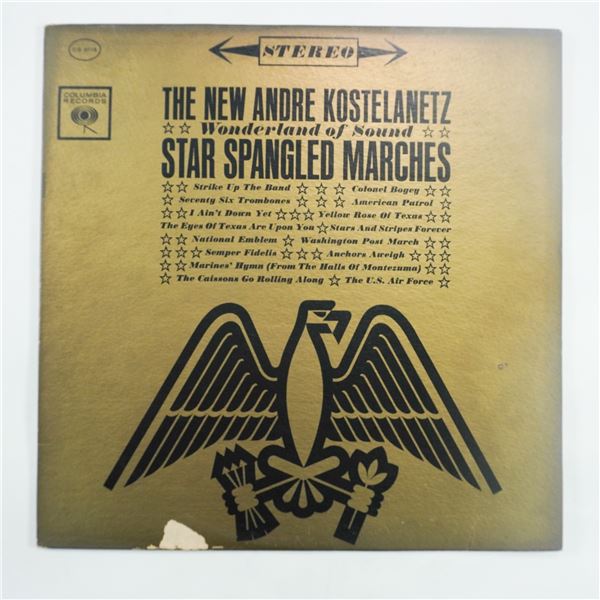 STEREO
COLUMBIA
RECORDS
THE NEW ANDRE KOSTELANETZ
☆ ☆ Wonderland of Sound ☆ ☆
STAR SPANGLED MARCHES
☆ ☆ Strike Up The Band ☆ ☆ ☆ Colonel Bogey ☆ ☆
☆ Seventy Six Trombones ☆ ☆ ☆ American Patrol ☆
☆ ☆ I Ain't Down Yet ☆ ☆ ☆ Yellow Rose Of Texas ☆ ☆
The Eyes Of Texas Are Upon You ☆ Stars And Stripes Forever
☆ ☆ National Emblem ☆ Washington Post March ☆ ☆
☆ ☆ ☆ Semper Fidelis ☆ ☆ ☆ Anchors Aweigh ☆ ☆ ☆
☆ ☆ Marines' Hymn (From The Halls Of Montezuma) ☆ ☆
☆ The Caissons Go Rolling Along ☆ The U.S. Air Force ☆